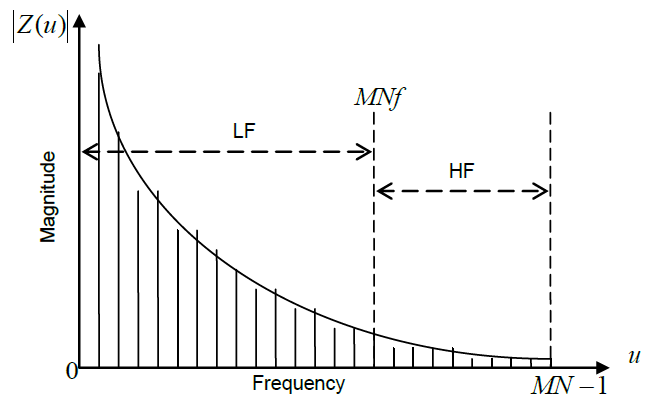 |Z(u)|
MNf
LF
HF
Magnitude
0
Frequency
MN −1
u